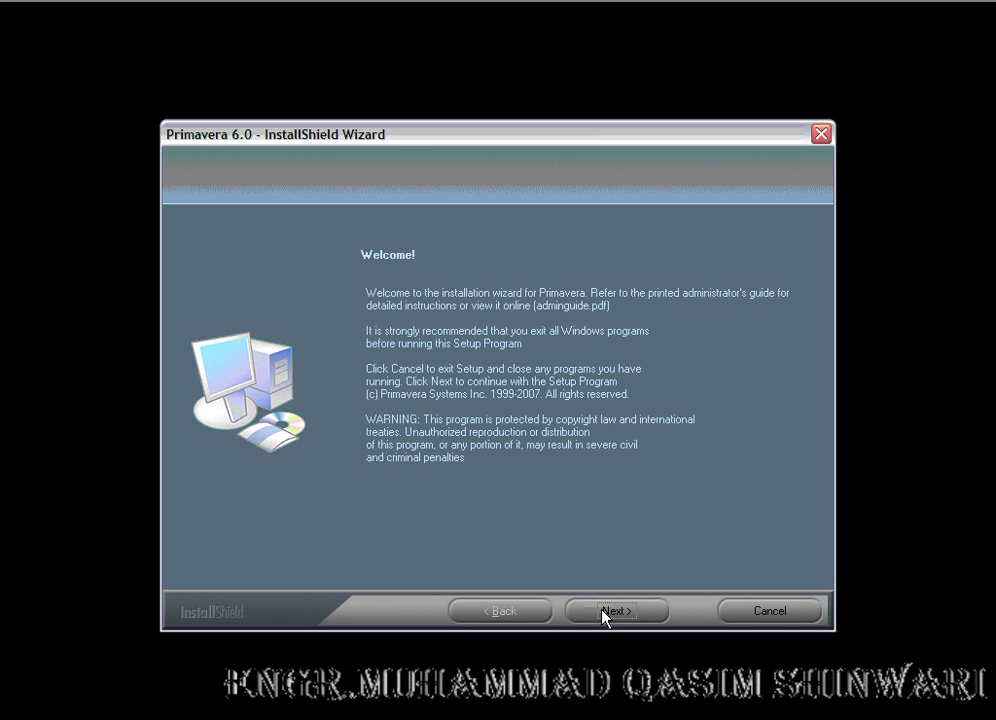 Primavera 6.0 - InstallShield Wizard
Welcome!
Welcome to the installation wizard for Primavera. Refer to the printed administrator's guide for
detailed instructions or view it online (adminguide.pdf)
It is strongly recommended that you exit all Windows programs
before running this Setup Program
Click Cancel to exit Setup and close any programs you have
running. Click Next to continue with the Setup Program
(c) Primavera Systems Inc. 1999-2007. All rights reserved.
WARNING: This program is protected by copyright law and international
treaties. Unauthorized reproduction or distribution
of this program, or any portion of it, may result in severe civil
and criminal penalties
InstallShield
< Back
Next >
Cancel
ENGR.MUHAMMAD QASIM SHINWARI